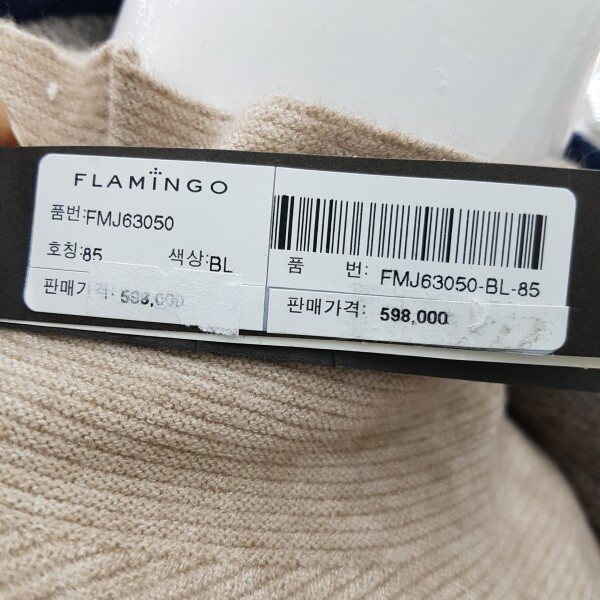 FLAMINGO
품번:FMJ63050
호칭:85 색상:BL
판매가격: 598,000
품 번: FMJ63050-BL-85
판매가격: 598,000